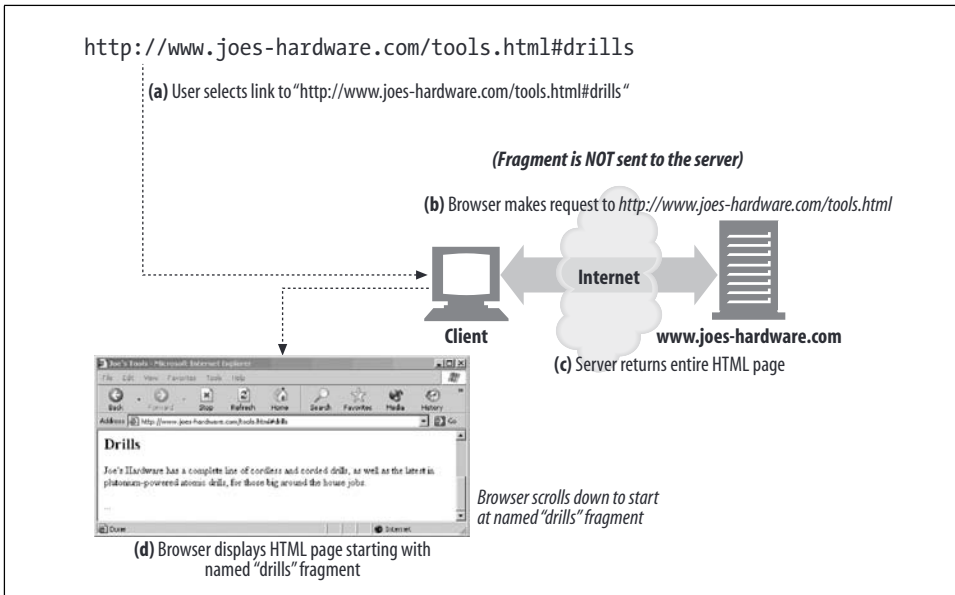 http://www.joes-hardware.com/tools.html#drills
(a) User selects link to “http://www.joes-hardware.com/tools.html#drills“
(Fragment is NOT sent to the server)
(b) Browser makes request to http://www.joes-hardware.com/tools.html
Internet
Client
www.joes-hardware.com
(c) Server returns entire HTML page
Joe's Tools - Microsoft Internet Explorer
File Edit View Favorites Tools Help
Back Forward Stop Refresh Home Search Favorites Media History
Address http://www.joes-hardware.com/tools.html#drills Go
Drills
Joe's Hardware has a complete line of cordless and corded drills, as well as the latest in
plutonium-powered atomic drills, for those big around the house jobs.
...
Done Internet
Browser scrolls down to start
at named “drills” fragment
(d) Browser displays HTML page starting with
named “drills” fragment